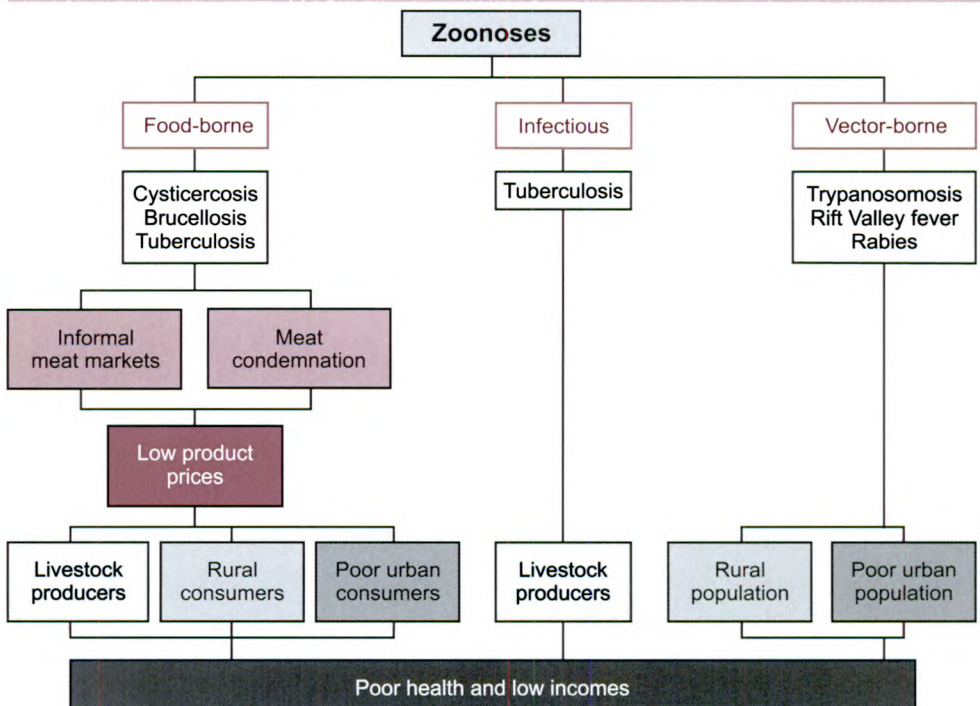 Zoonoses
Food-borne
Infectious
Vector-borne
Cysticercosis
Brucellosis
Tuberculosis
Tuberculosis
Trypanosomosis
Rift Valley fever
Rabies
Informal
meat markets
Meat
condemnation
Low product
prices
Livestock
producers
Rural
consumers
Poor urban
consumers
Livestock
producers
Rural
population
Poor urban
population
Poor health and low incomes